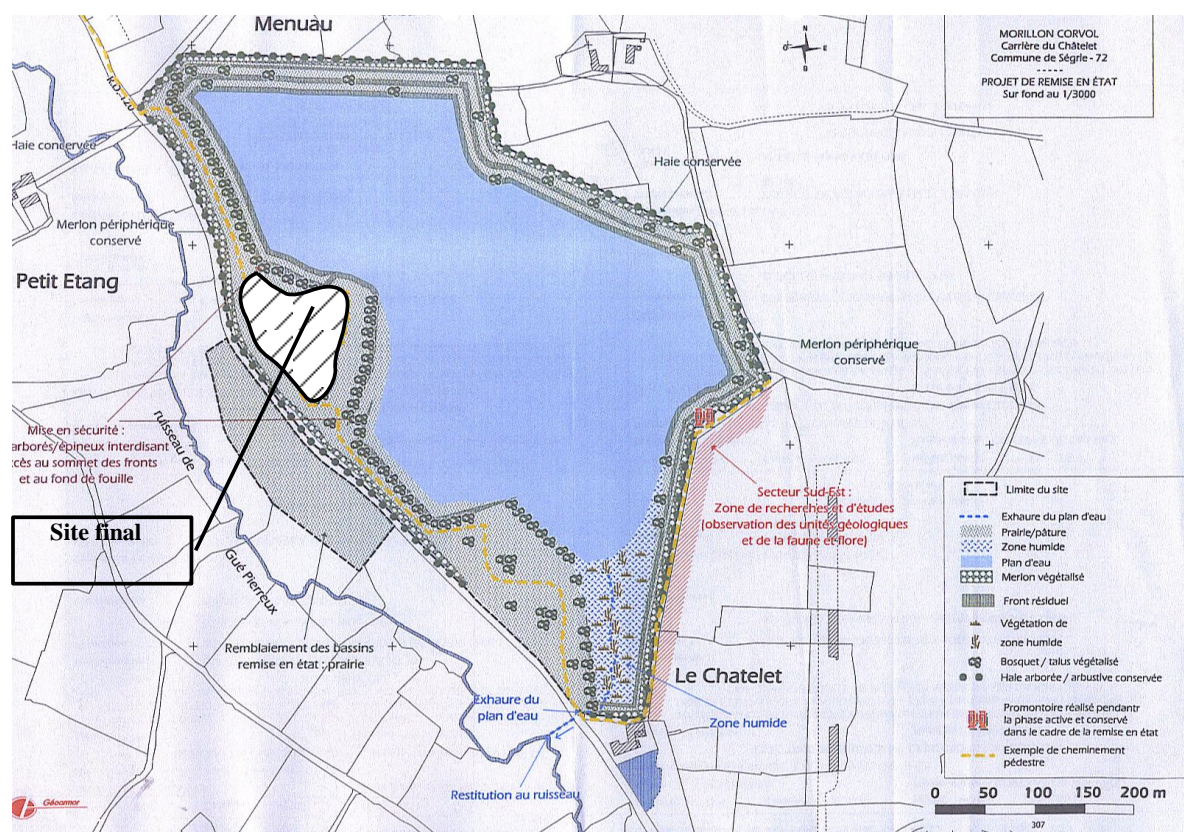 Menuau
MORILLON CORVOL
Carrière du Châtelet
Commune de Ségrie - 72
PROJET DE REMISE EN ÉTAT
Sur fond au 1/3000
N
O
E
S
Haie conservée
Haie conservée
Merlon périphérique
conservé
Petit Etang
Merlon périphérique
conservé
Mise en sécurité :
arborés/épineux interdisant
ccès au sommet des fronts
et au fond de fouille
ruisseau de
Gué Pierreux
Site final
Secteur Sud-Est :
Zone de recherches et d'études
(observation des unités géologiques
et de la faune et flore)
Remblaiement des bassins
remise en état : prairie
Le Chatelet
Exhaure du
plan d'eau
Zone humide
Restitution au ruisseau
Limite du site
Exhaure du plan d'eau
Prairie/pâture
Zone humide
Plan d'eau
Merlon végétalisé
Front résiduel
Végétation de
zone humide
Bosquet / talus végétalisé
Haie arborée / arbustive conservée
Promontoire réalisé pendantr
la phase active et conservé
dans le cadre de la remise en état
Exemple de cheminement
pédestre
0 50 100 150 200 m
307
Géoarmor